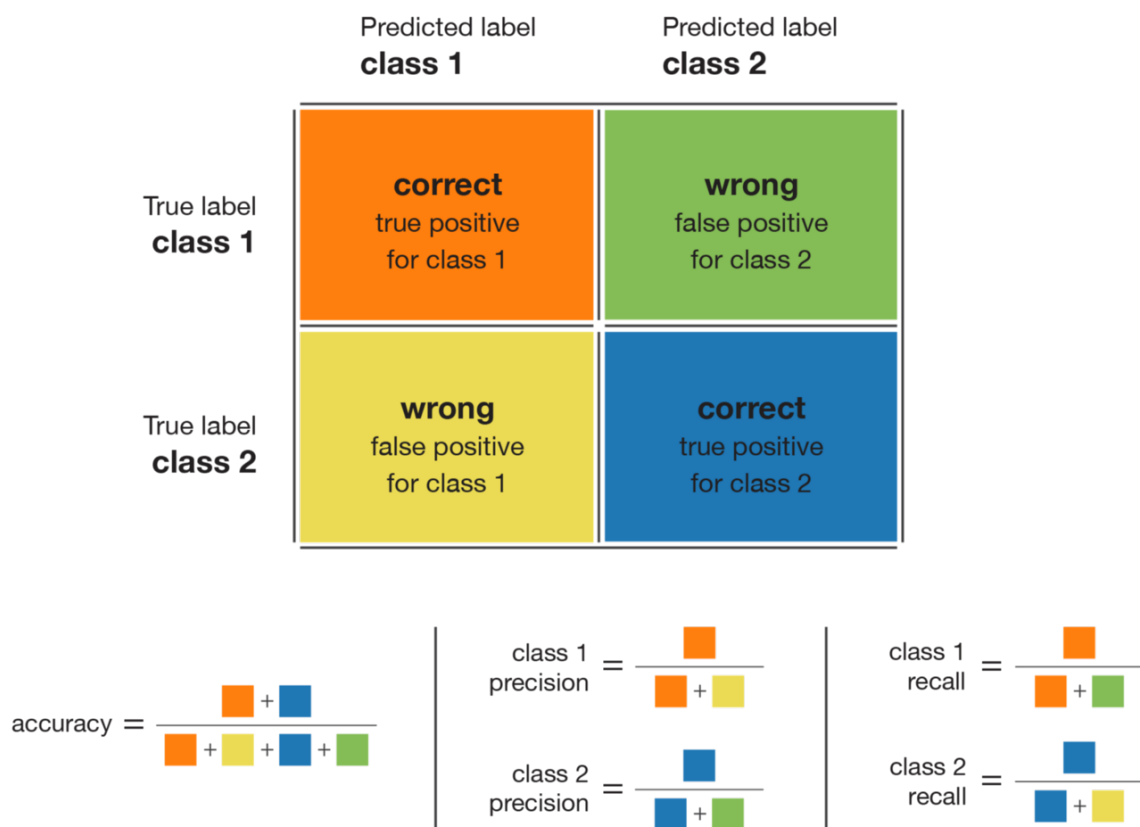 Predicted label Predicted label
class 1 class 2
True label
class 1
correct
true positive
for class 1
wrong
false positive
for class 2
True label
class 2
wrong
false positive
for class 1
correct
true positive
for class 2
accuracy =
+
+ + +
class 1
precision =
+
class 2
precision =
+
class 1
recall =
+
class 2
recall =
+